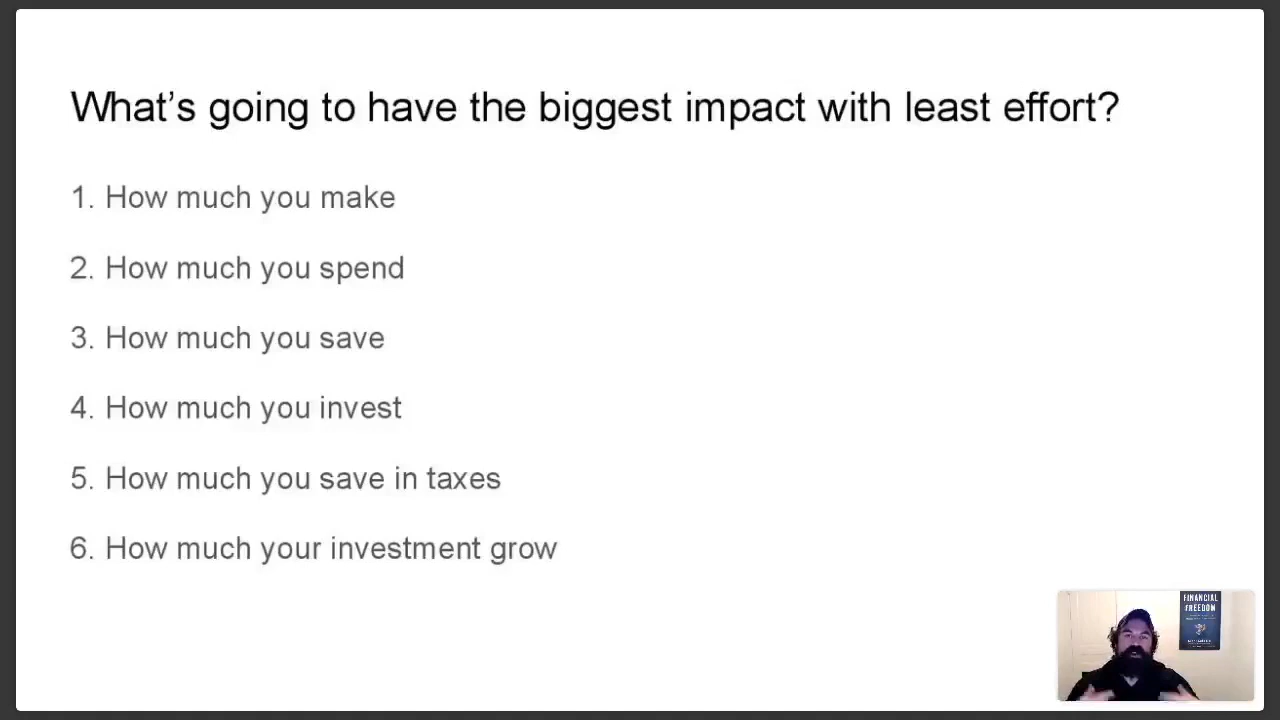 What's going to have the biggest impact with least effort?
1. How much you make
2. How much you spend
3. How much you save
4. How much you invest
5. How much you save in taxes
6. How much your investment grow
FINANCIAL
FREEDOM